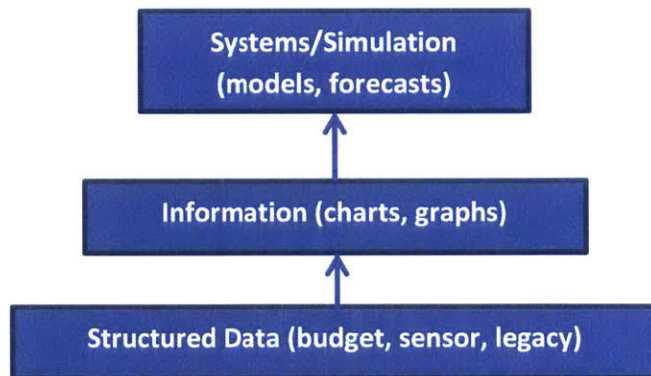 Systems/Simulation
(models, forecasts)
Information (charts, graphs)
Structured Data (budget, sensor, legacy)